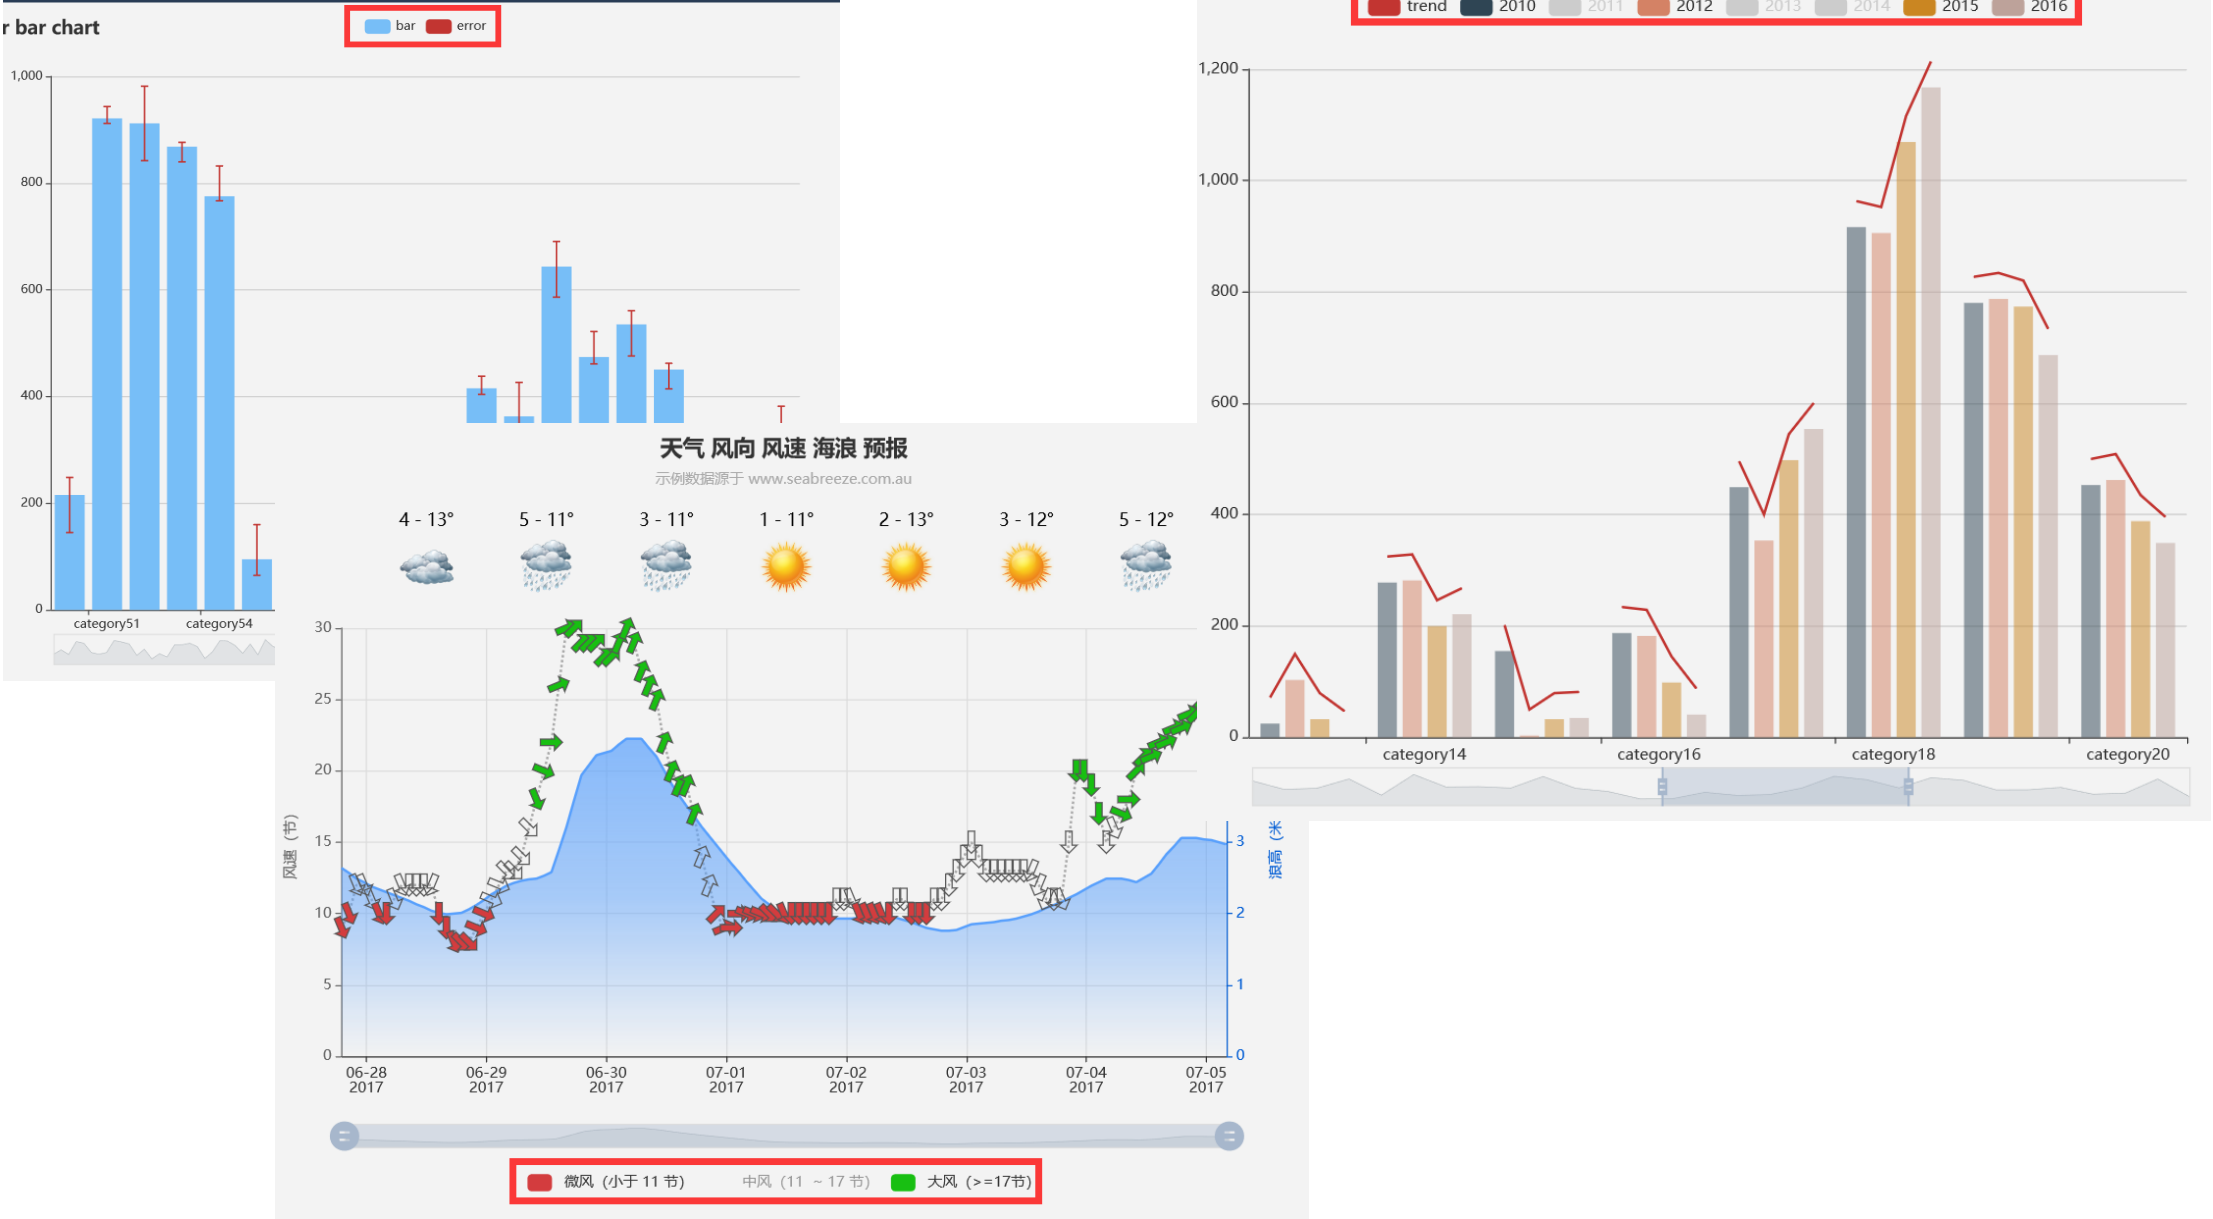 r bar chart
bar error
1,000
800
600
400
200
0
category51 category54
天气 风向 风速 海浪 预报
示例数据源于 www.seabreeze.com.au
4 - 13° 5 - 11° 3 - 11° 1 - 11° 2 - 13° 3 - 12° 5 - 12°
30
25
20
15
10
5
0
风速（节）
3
2
1
0
浪高（米
06-28 06-29 06-30 07-01 07-02 07-03 07-04 07-05
2017 2017 2017 2017 2017 2017 2017 2017
微风（小于 11 节） 中风（11 ~ 17 节) 大风（>=17节)
trend 2010 2011 2012 2013 2014 2015 2016
1,200
1,000
800
600
400
200
0
category14 category16 category18 category20